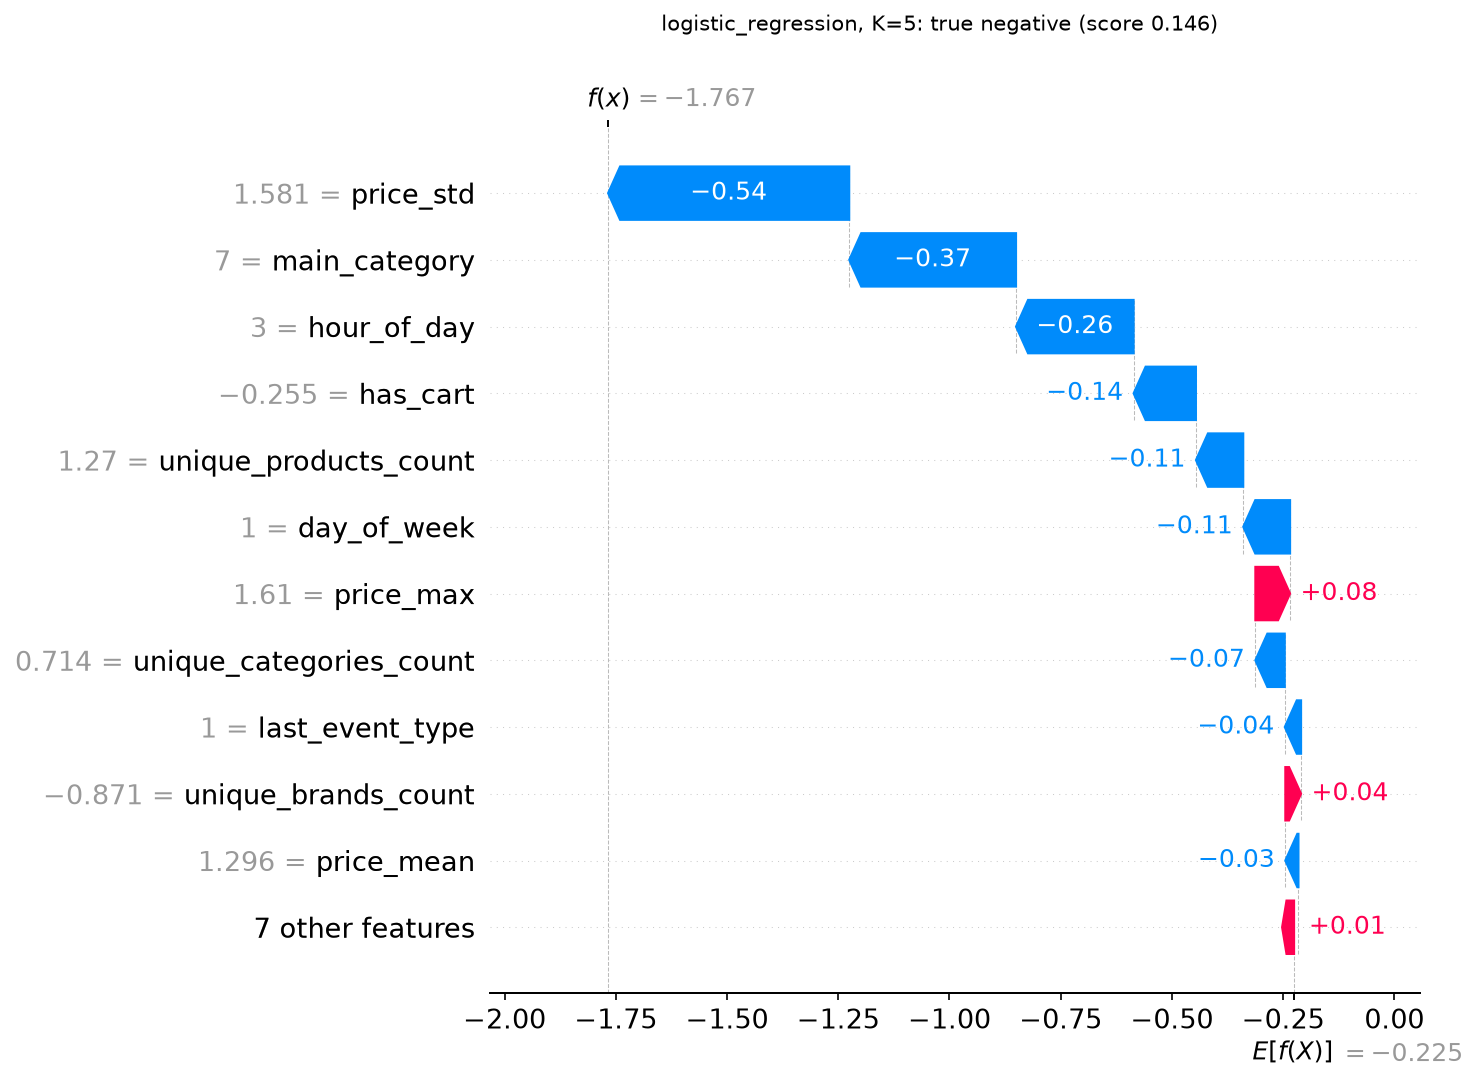 logistic_regression, K=5: true negative (score 0.146)
f(x) = −1.767
1.581 = price_std −0.54
7 = main_category −0.37
3 = hour_of_day −0.26
−0.255 = has_cart −0.14
1.27 = unique_products_count −0.11
1 = day_of_week −0.11
1.61 = price_max +0.08
0.714 = unique_categories_count −0.07
1 = last_event_type −0.04
−0.871 = unique_brands_count +0.04
1.296 = price_mean −0.03
7 other features +0.01
−2.00 −1.75 −1.50 −1.25 −1.00 −0.75 −0.50 −0.25 0.00
E[f(X)] = −0.225